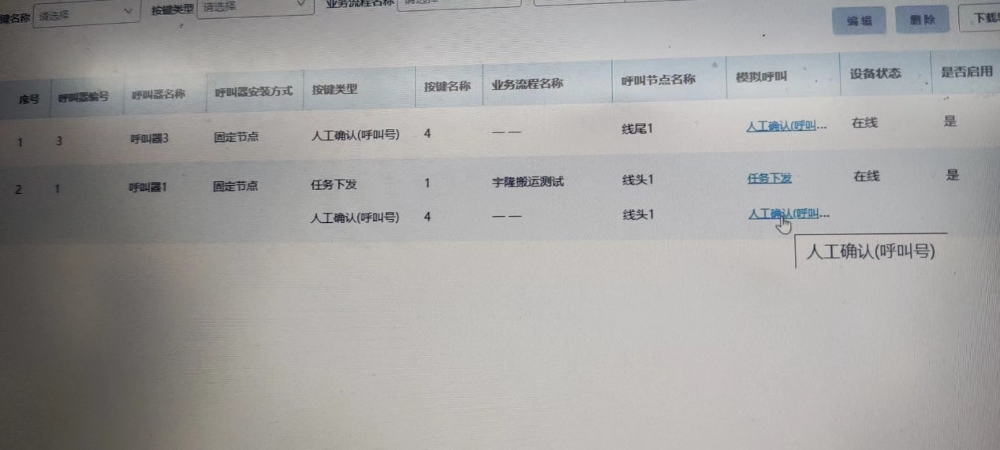 键名称 请选择 按键类型 请选择 业务流程名称
编辑 删除 下载
序号 呼叫器编号 呼叫器名称 呼叫器安装方式 按键类型 按键名称 业务流程名称 呼叫节点名称 模拟呼叫 设备状态 是否启用
1 3 呼叫器3 固定节点 人工确认(呼叫号) 4 —— 线尾1 人工确认(呼叫... 在线 是
2 1 呼叫器1 固定节点 任务下发 1 宇隆搬运测试 线头1 任务下发 在线 是
人工确认(呼叫号) 4 —— 线头1 人工确认(呼叫...
人工确认(呼叫号)